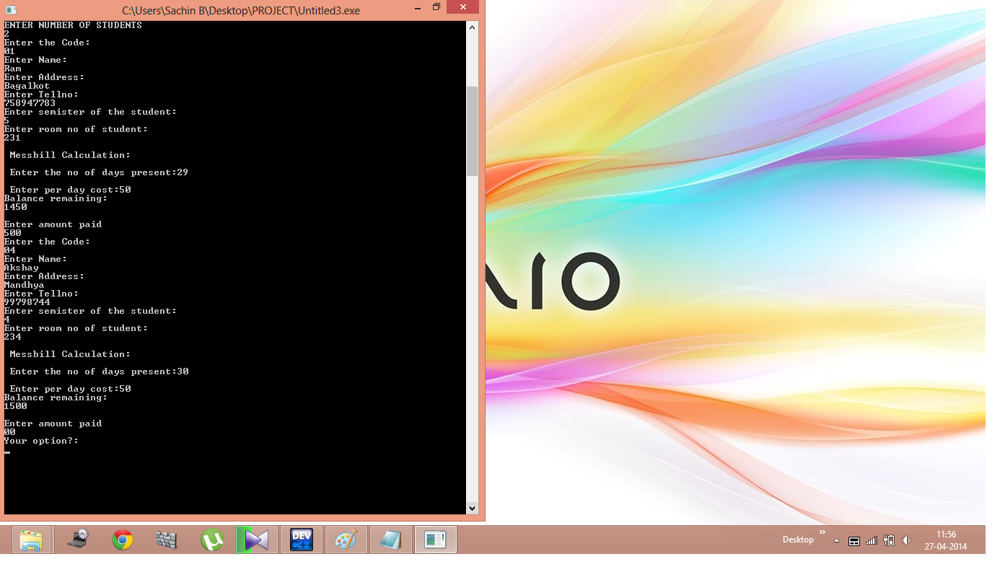 C:\Users\Sachin B\Desktop\PROJECT\Untitled3.exe
ENTER NUMBER OF STUDENTS
2
Enter the Code:
01
Enter Name:
Ram
Enter Address:
Bagalkot
Enter Tellno:
758947783
Enter semister of the student:
5
Enter room no of student:
231
Messbill Calculation:
Enter the no of days present:29
Enter per day cost:50
Balance remaining:
1450
Enter amount paid
500
Enter the Code:
04
Enter Name:
Akshay
Enter Address:
Mandhya
Enter Tellno:
99798744
Enter semister of the student:
4
Enter room no of student:
234
Messbill Calculation:
Enter the no of days present:30
Enter per day cost:50
Balance remaining:
1500
Enter amount paid
00
Your option?:
AIO
DEV C++
Desktop
11:56
27-04-2014